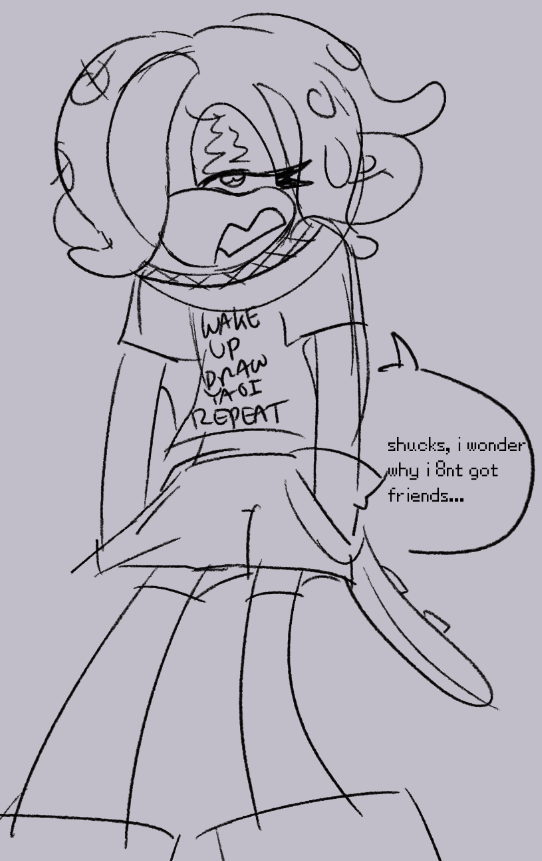 WAKE
UP
DRAW
YAOI
REPEAT
shucks, i wonder
why i 8nt got
friends...